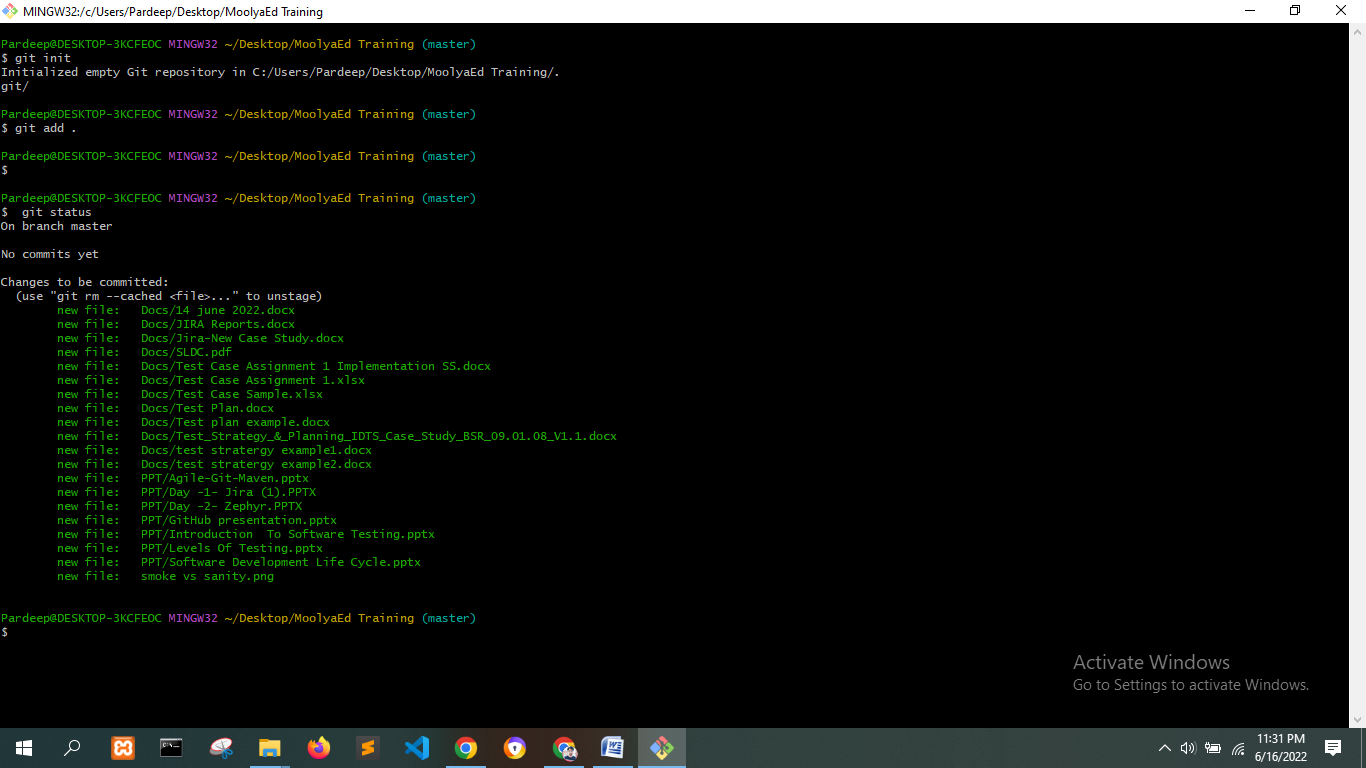 MINGW32:/c/Users/Pardeep/Desktop/MoolyaEd Training
Pardeep@DESKTOP-3KCFEOC MINGW32 ~/Desktop/MoolyaEd Training (master)
$ git init
Initialized empty Git repository in C:/Users/Pardeep/Desktop/MoolyaEd Training/.
git/
Pardeep@DESKTOP-3KCFEOC MINGW32 ~/Desktop/MoolyaEd Training (master)
$ git add .
Pardeep@DESKTOP-3KCFEOC MINGW32 ~/Desktop/MoolyaEd Training (master)
$
Pardeep@DESKTOP-3KCFEOC MINGW32 ~/Desktop/MoolyaEd Training (master)
$  git status
On branch master
No commits yet
Changes to be committed:
  (use "git rm --cached <file>..." to unstage)
        new file:   Docs/14 june 2022.docx
        new file:   Docs/JIRA Reports.docx
        new file:   Docs/Jira-New Case Study.docx
        new file:   Docs/SLDC.pdf
        new file:   Docs/Test Case Assignment 1 Implementation SS.docx
        new file:   Docs/Test Case Assignment 1.xlsx
        new file:   Docs/Test Case Sample.xlsx
        new file:   Docs/Test Plan.docx
        new file:   Docs/Test plan example.docx
        new file:   Docs/Test_Strategy_&_Planning_IDTS_Case_Study_BSR_09.01.08_V1.1.docx
        new file:   Docs/test stratergy example1.docx
        new file:   Docs/test stratergy example2.docx
        new file:   PPT/Agile-Git-Maven.pptx
        new file:   PPT/Day -1- Jira (1).PPTX
        new file:   PPT/Day -2- Zephyr.PPTX
        new file:   PPT/GitHub presentation.pptx
        new file:   PPT/Introduction  To Software Testing.pptx
        new file:   PPT/Levels Of Testing.pptx
        new file:   PPT/Software Development Life Cycle.pptx
        new file:   smoke vs sanity.png
Pardeep@DESKTOP-3KCFEOC MINGW32 ~/Desktop/MoolyaEd Training (master)
$
Activate Windows
Go to Settings to activate Windows.
11:31 PM
6/16/2022